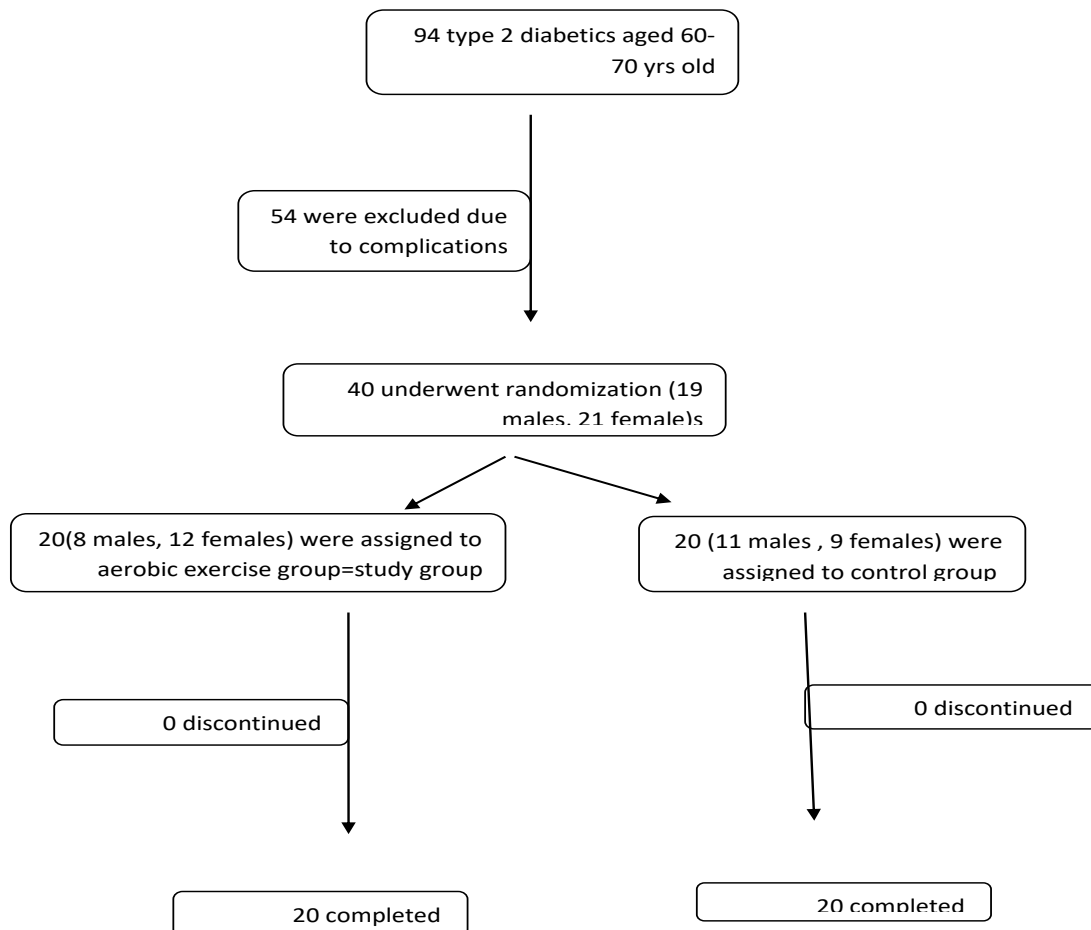 94 type 2 diabetics aged 60-
70 yrs old
54 were excluded due
to complications
40 underwent randomization (19
males, 21 female)s
20(8 males, 12 females) were assigned to
aerobic exercise group=study group
20 (11 males , 9 females) were
assigned to control group
0 discontinued
0 discontinued
20 completed
20 completed